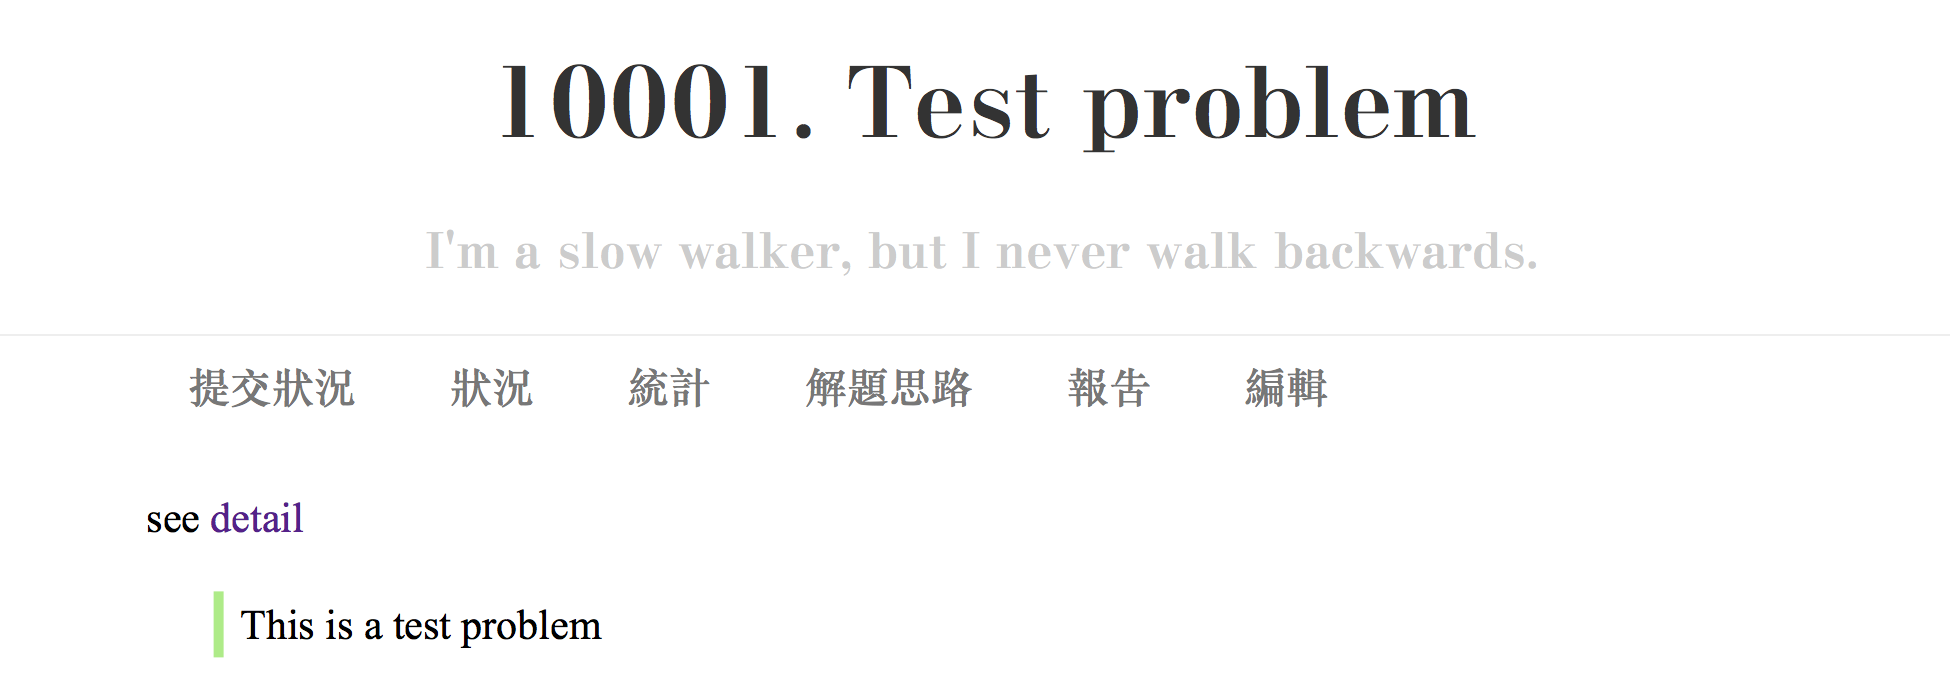 10001. Test problem
I'm a slow walker, but I never walk backwards.
提交狀況 狀況 統計 解題思路 報告 編輯
see detail
This is a test problem